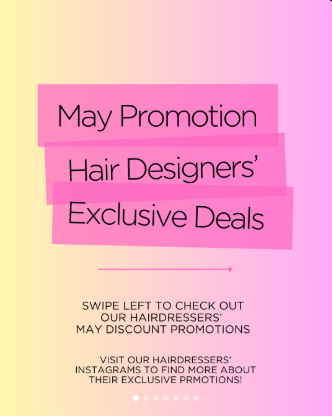 May Promotion
Hair Designers'
Exclusive Deals
SWIPE LEFT TO CHECK OUT
OUR HAIRDRESSERS'
MAY DISCOUNT PROMOTIONS
VISIT OUR HAIRDRESSERS'
INSTAGRAMS TO FIND MORE ABOUT
THEIR EXCLUSIVE PRMOTIONS!